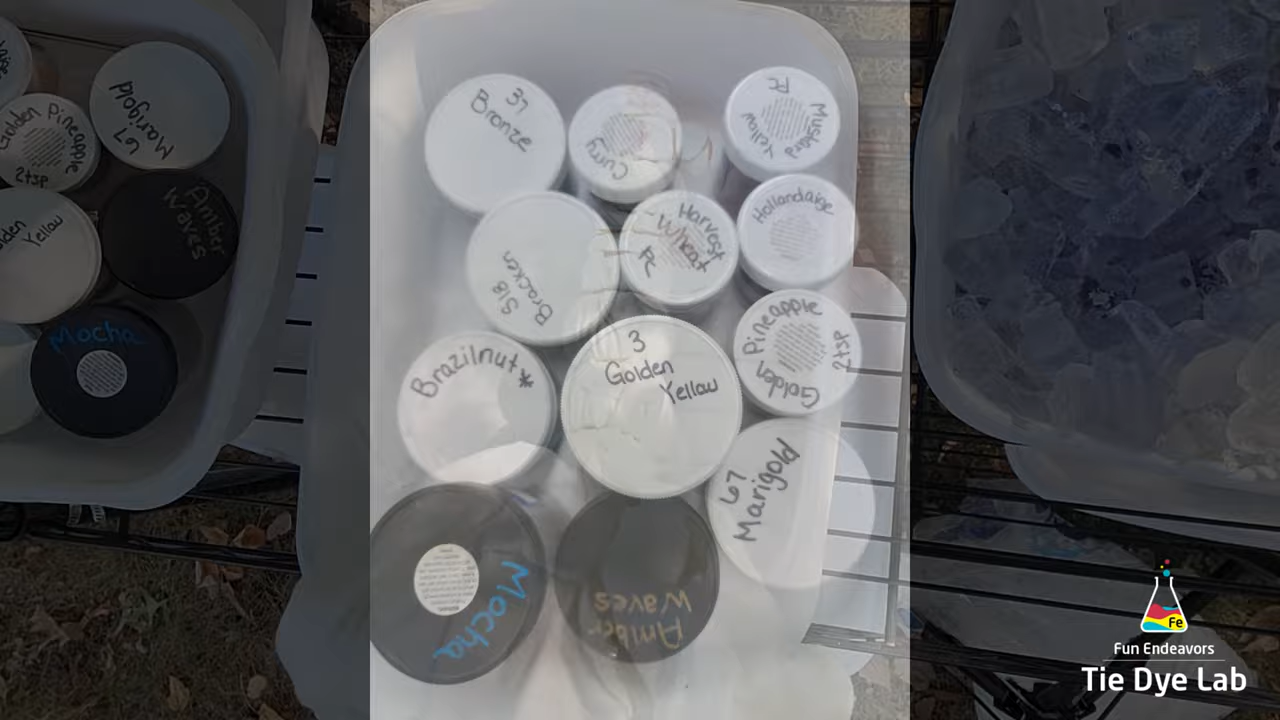 37
Bronze
Curry
Mustard
Yellow
PC
518
Bracken
Harvest
Wheat
PC
Hollandaise
Brazilnut*
3
Golden
Yellow
Golden Pineapple
2tsp
67
Marigold
Mocha
Amber
Waves
Marigold
67
Golden Pineapple
2tsp
Yellow
Amber
Waves
Mocha
Fe
Fun Endeavors
Tie Dye Lab